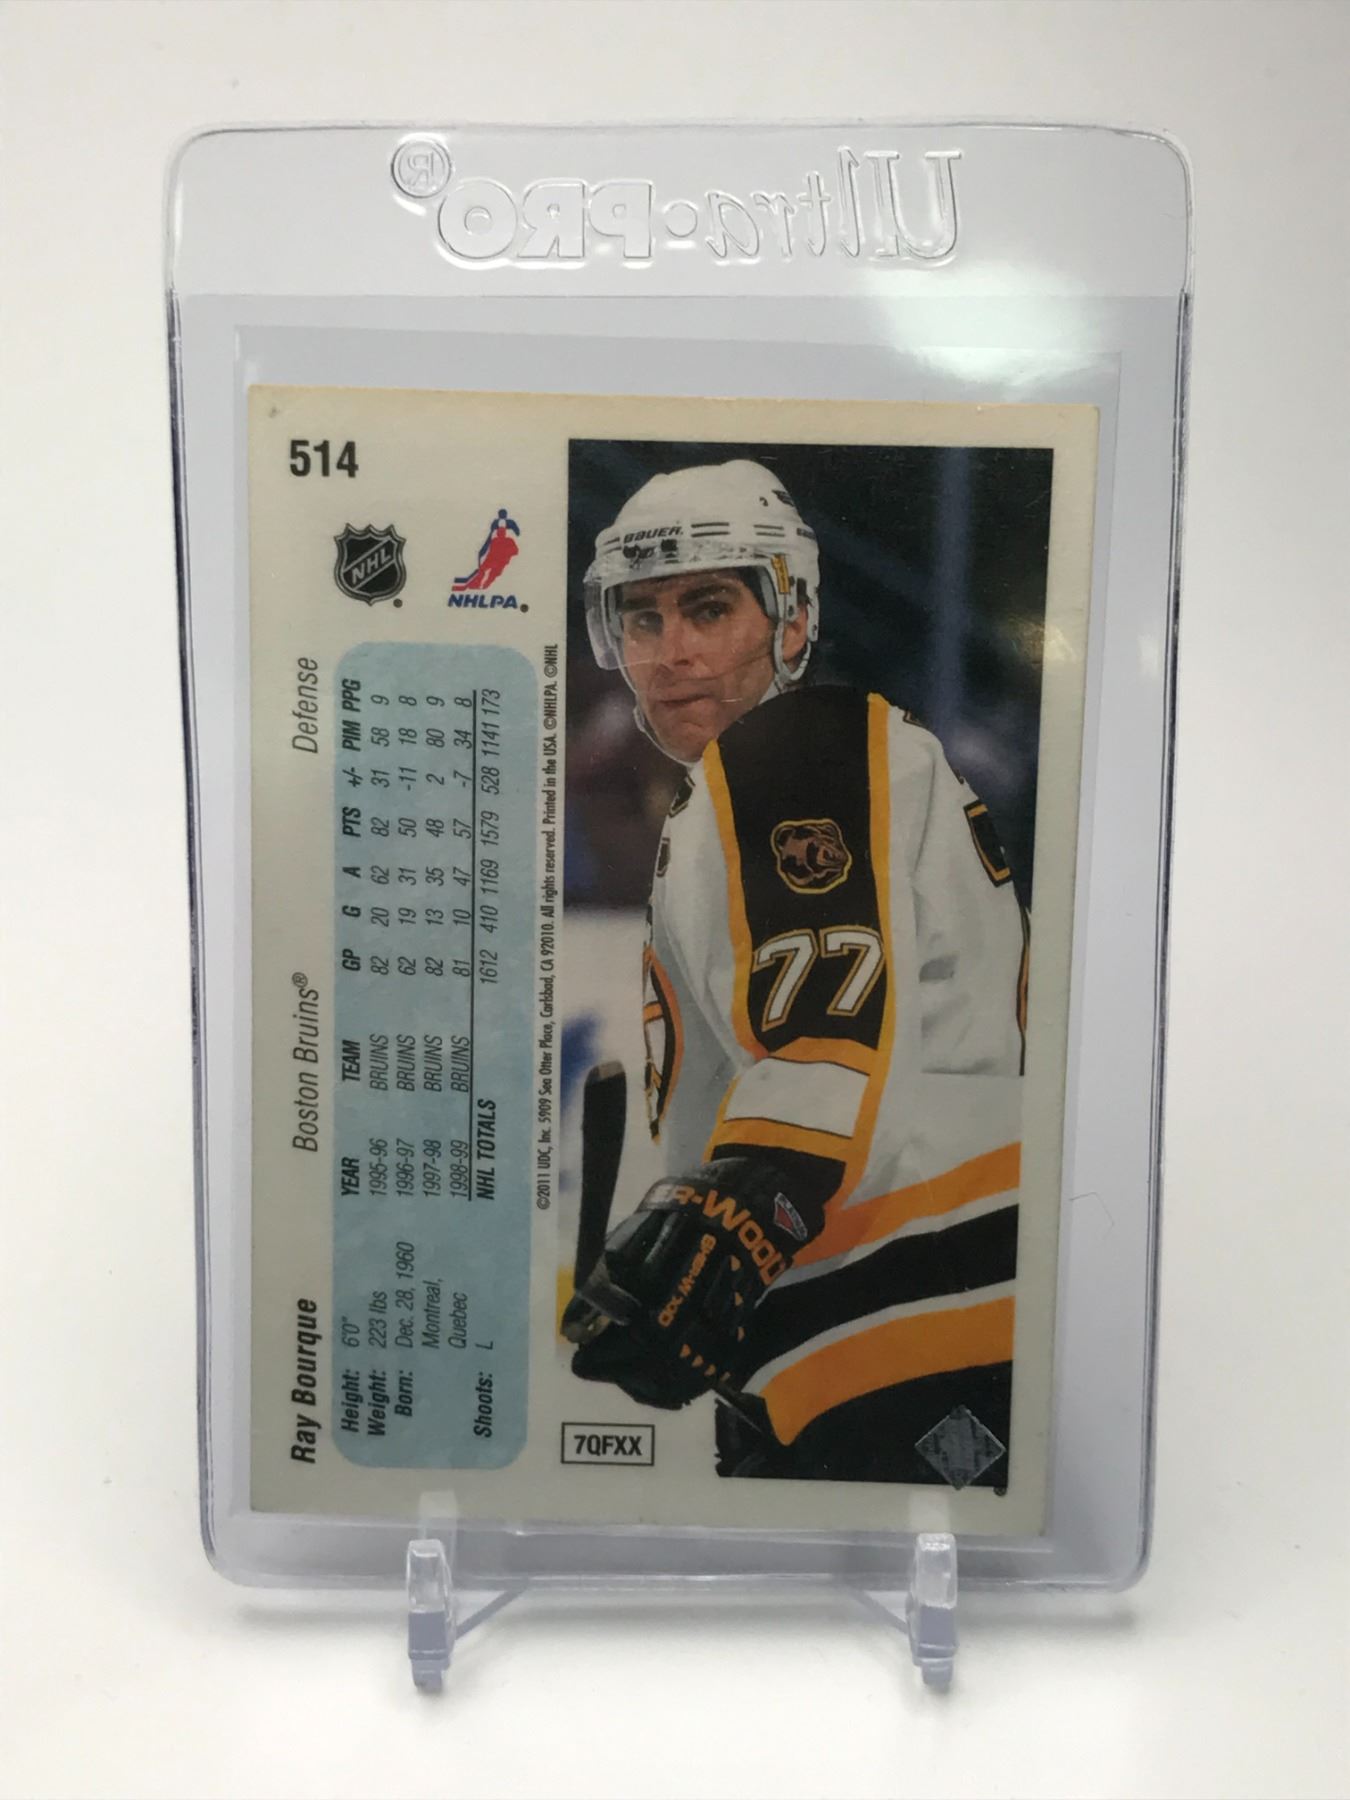 Ultra·PRO®
514
NHL
NHLPA®
Ray Bourque Boston Bruins® Defense
Height: 6'0" YEAR TEAM GP G A PTS +/- PIM PPG
Weight: 223 lbs 1995-96 BRUINS 82 20 62 82 31 58 9
Born: Dec. 28, 1960 1996-97 BRUINS 62 19 31 50 -11 18 8
Montreal, 1997-98 BRUINS 82 13 35 48 2 80 9
Quebec 1998-99 BRUINS 81 10 47 57 -7 34 8
Shoots: L NHL TOTALS 1612 410 1169 1579 528 1141 173
©2011 UDC, Inc. 5909 Sea Otter Place, Carlsbad, CA 92010. All rights reserved. Printed in the USA. ©NHLPA. ©NHL
7QFXX
BAUER
77
ER-WOOD